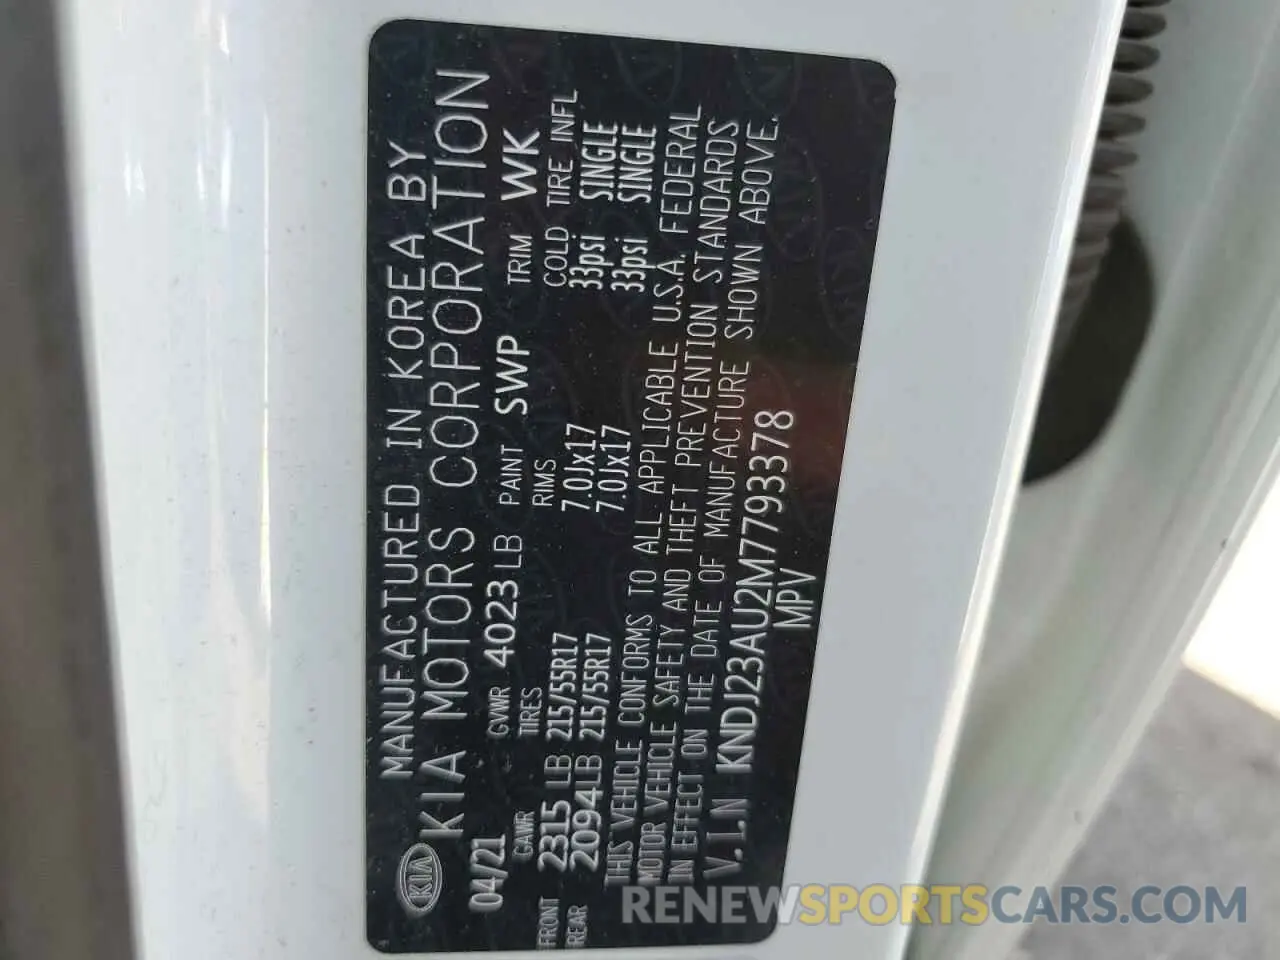 MANUFACTURED IN KOREA BY
KIA KIA MOTORS CORPORATION
04/21 GVWR 4023 LB PAINT SWP TRIM WK
GAWR TIRES RIMS COLD TIRE INFL
FRONT 2315 LB 215/55R17 7.0Jx17 33psi SINGLE
REAR 2094LB 215/55R17 7.0Jx17 33psi SINGLE
THIS VEHICLE CONFORMS TO ALL APPLICABLE U.S.A. FEDERAL
MOTOR VEHICLE SAFETY AND THEFT PREVENTION STANDARDS
IN EFFECT ON THE DATE OF MANUFACTURE SHOWN ABOVE.
V.I.N KNDJ23AU2M7793378
MPV
RENEWSPORTSCARS.COM